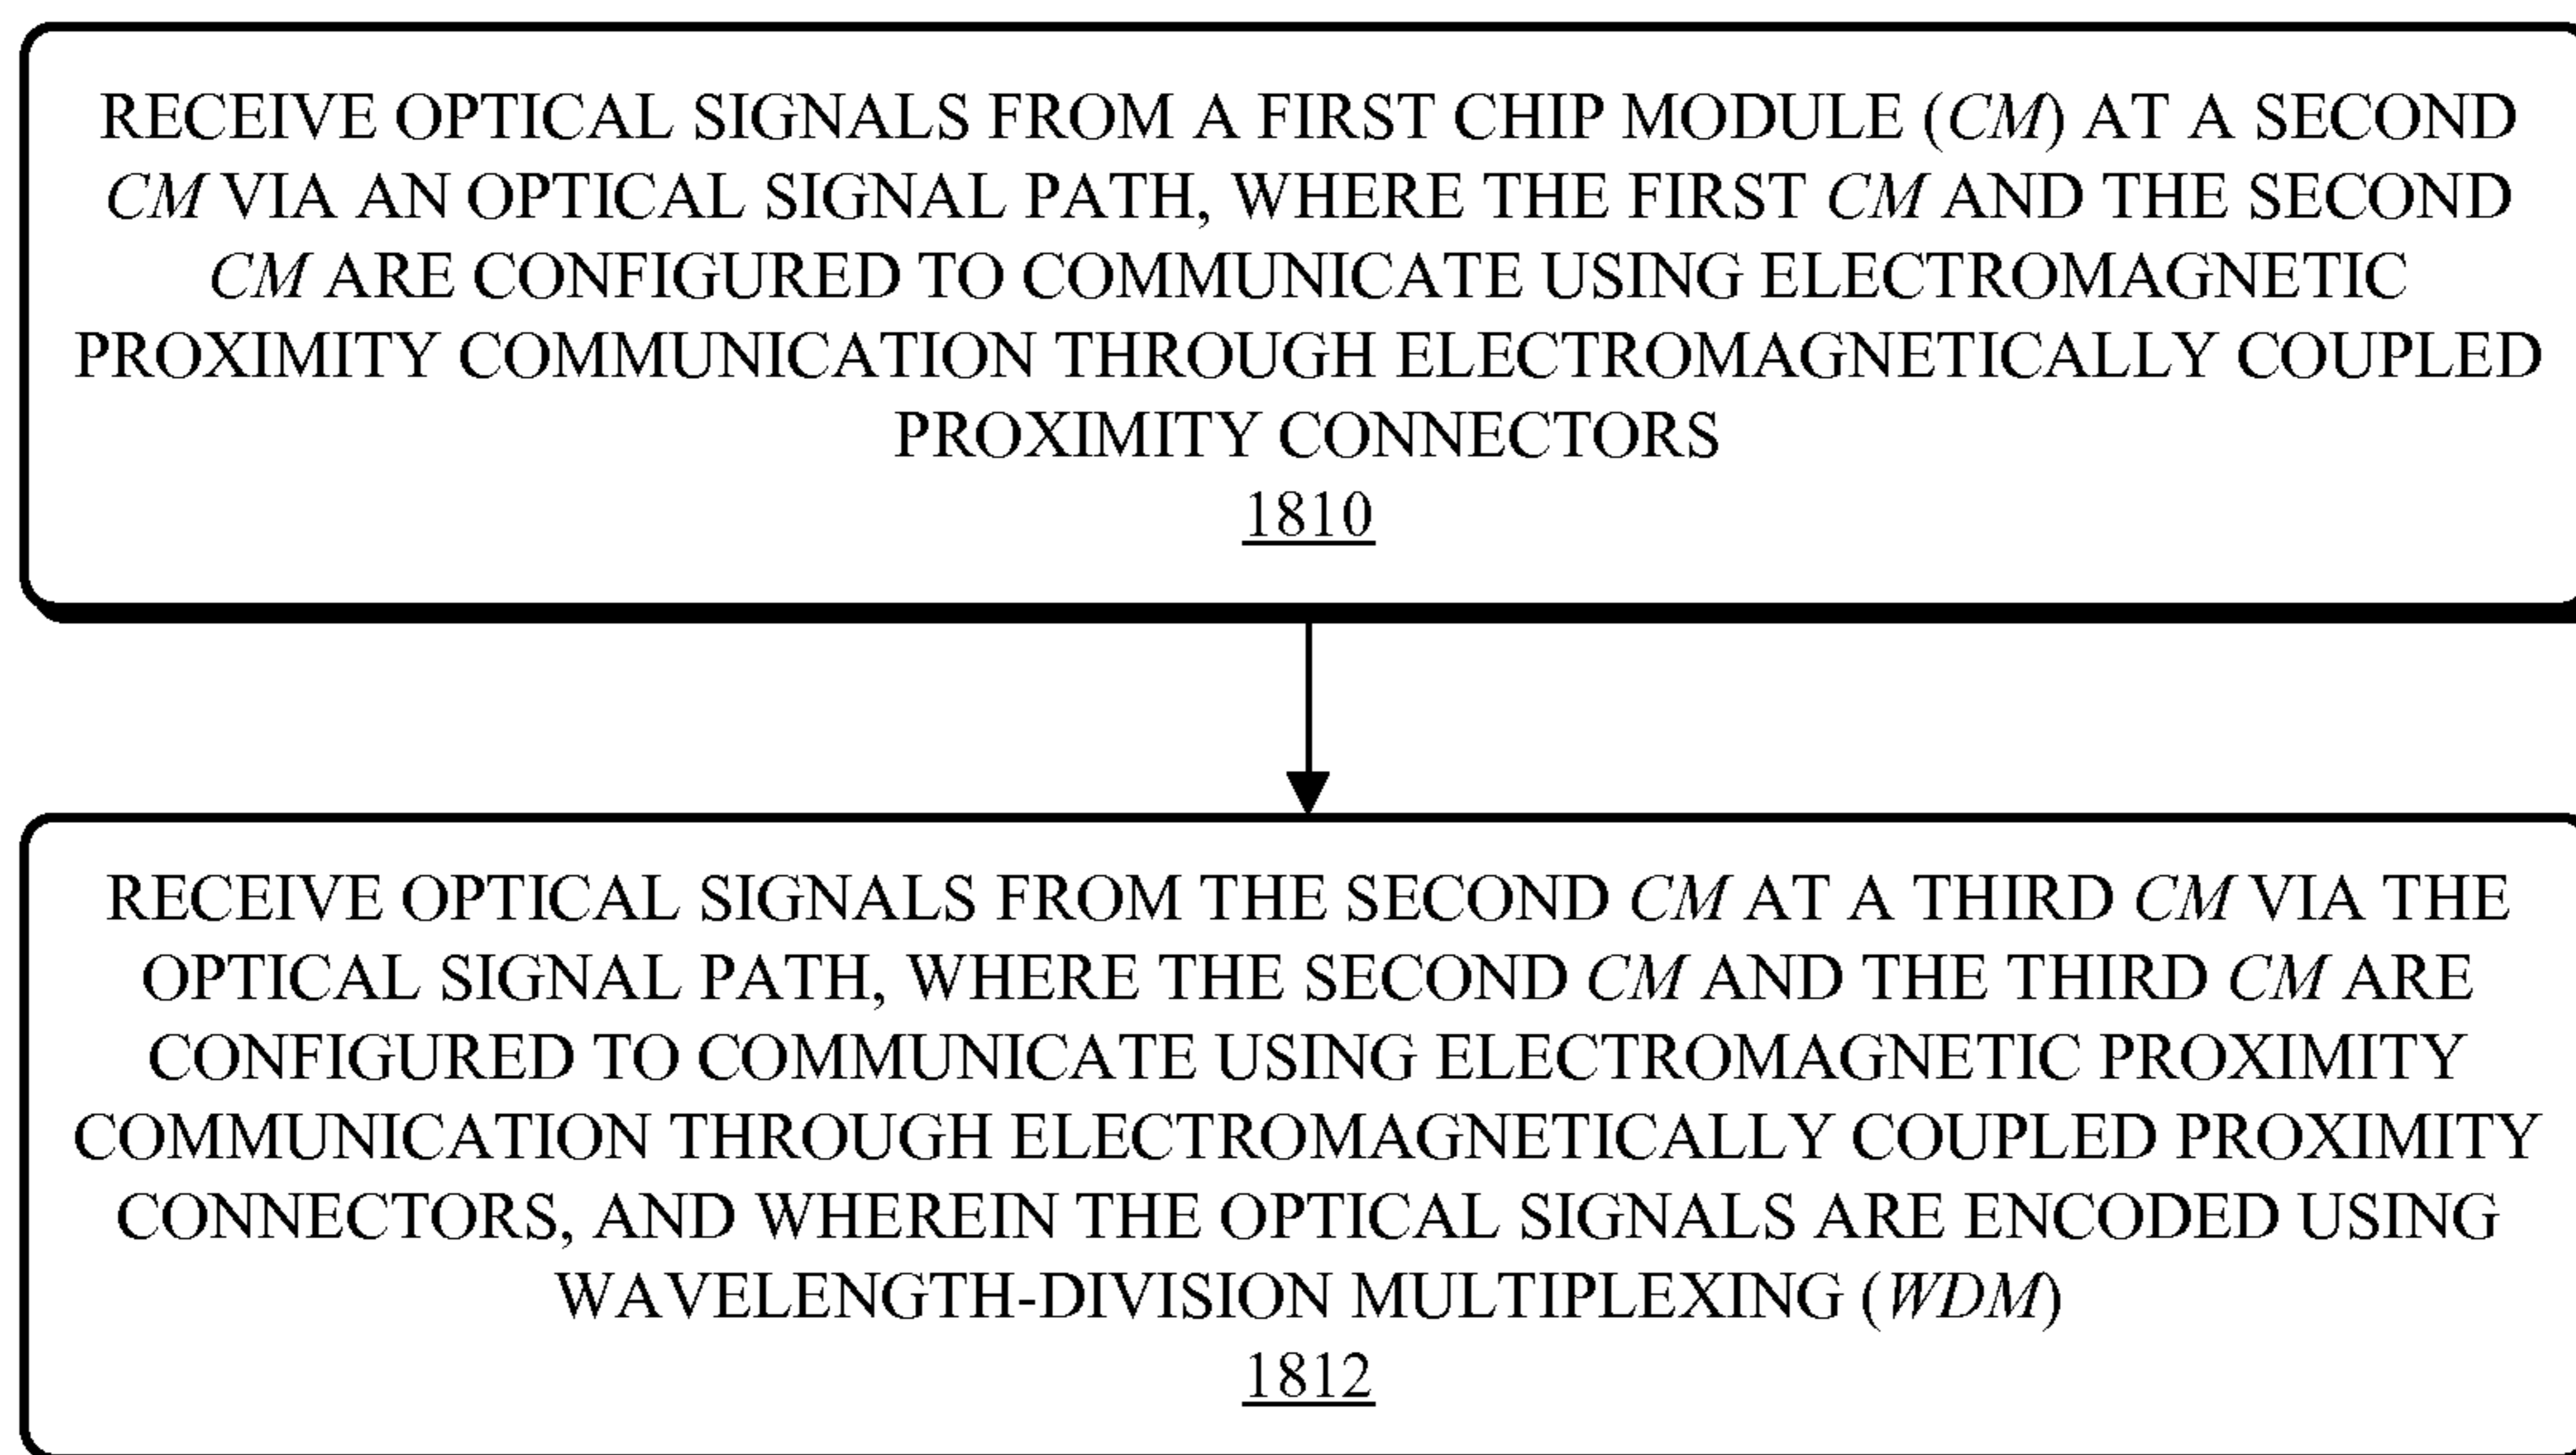 RECEIVE OPTICAL SIGNALS FROM A FIRST CHIP MODULE (CM) AT A SECOND
CM VIA AN OPTICAL SIGNAL PATH, WHERE THE FIRST CM AND THE SECOND
CM ARE CONFIGURED TO COMMUNICATE USING ELECTROMAGNETIC
PROXIMITY COMMUNICATION THROUGH ELECTROMAGNETICALLY COUPLED
PROXIMITY CONNECTORS
1810
RECEIVE OPTICAL SIGNALS FROM THE SECOND CM AT A THIRD CM VIA THE
OPTICAL SIGNAL PATH, WHERE THE SECOND CM AND THE THIRD CM ARE
CONFIGURED TO COMMUNICATE USING ELECTROMAGNETIC PROXIMITY
COMMUNICATION THROUGH ELECTROMAGNETICALLY COUPLED PROXIMITY
CONNECTORS, AND WHEREIN THE OPTICAL SIGNALS ARE ENCODED USING
WAVELENGTH-DIVISION MULTIPLEXING (WDM)
1812